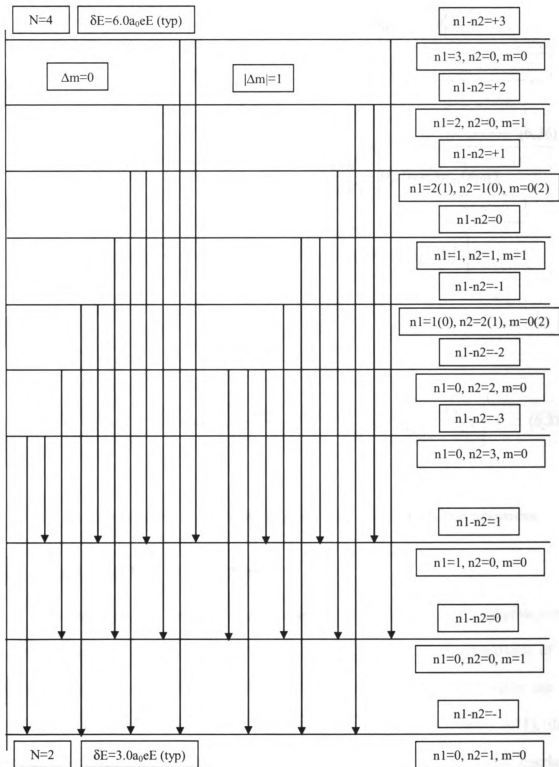 N=4 δE=6.0a₀eE (typ) n1-n2=+3
n1=3, n2=0, m=0
Δm=0 |Δm|=1 n1-n2=+2
n1=2, n2=0, m=1
n1-n2=+1
n1=2(1), n2=1(0), m=0(2)
n1-n2=0
n1=1, n2=1, m=1
n1-n2=-1
n1=1(0), n2=2(1), m=0(2)
n1-n2=-2
n1=0, n2=2, m=0
n1-n2=-3
n1=0, n2=3, m=0
n1-n2=1
n1=1, n2=0, m=0
n1-n2=0
n1=0, n2=0, m=1
n1-n2=-1
N=2 δE=3.0a₀eE (typ) n1=0, n2=1, m=0